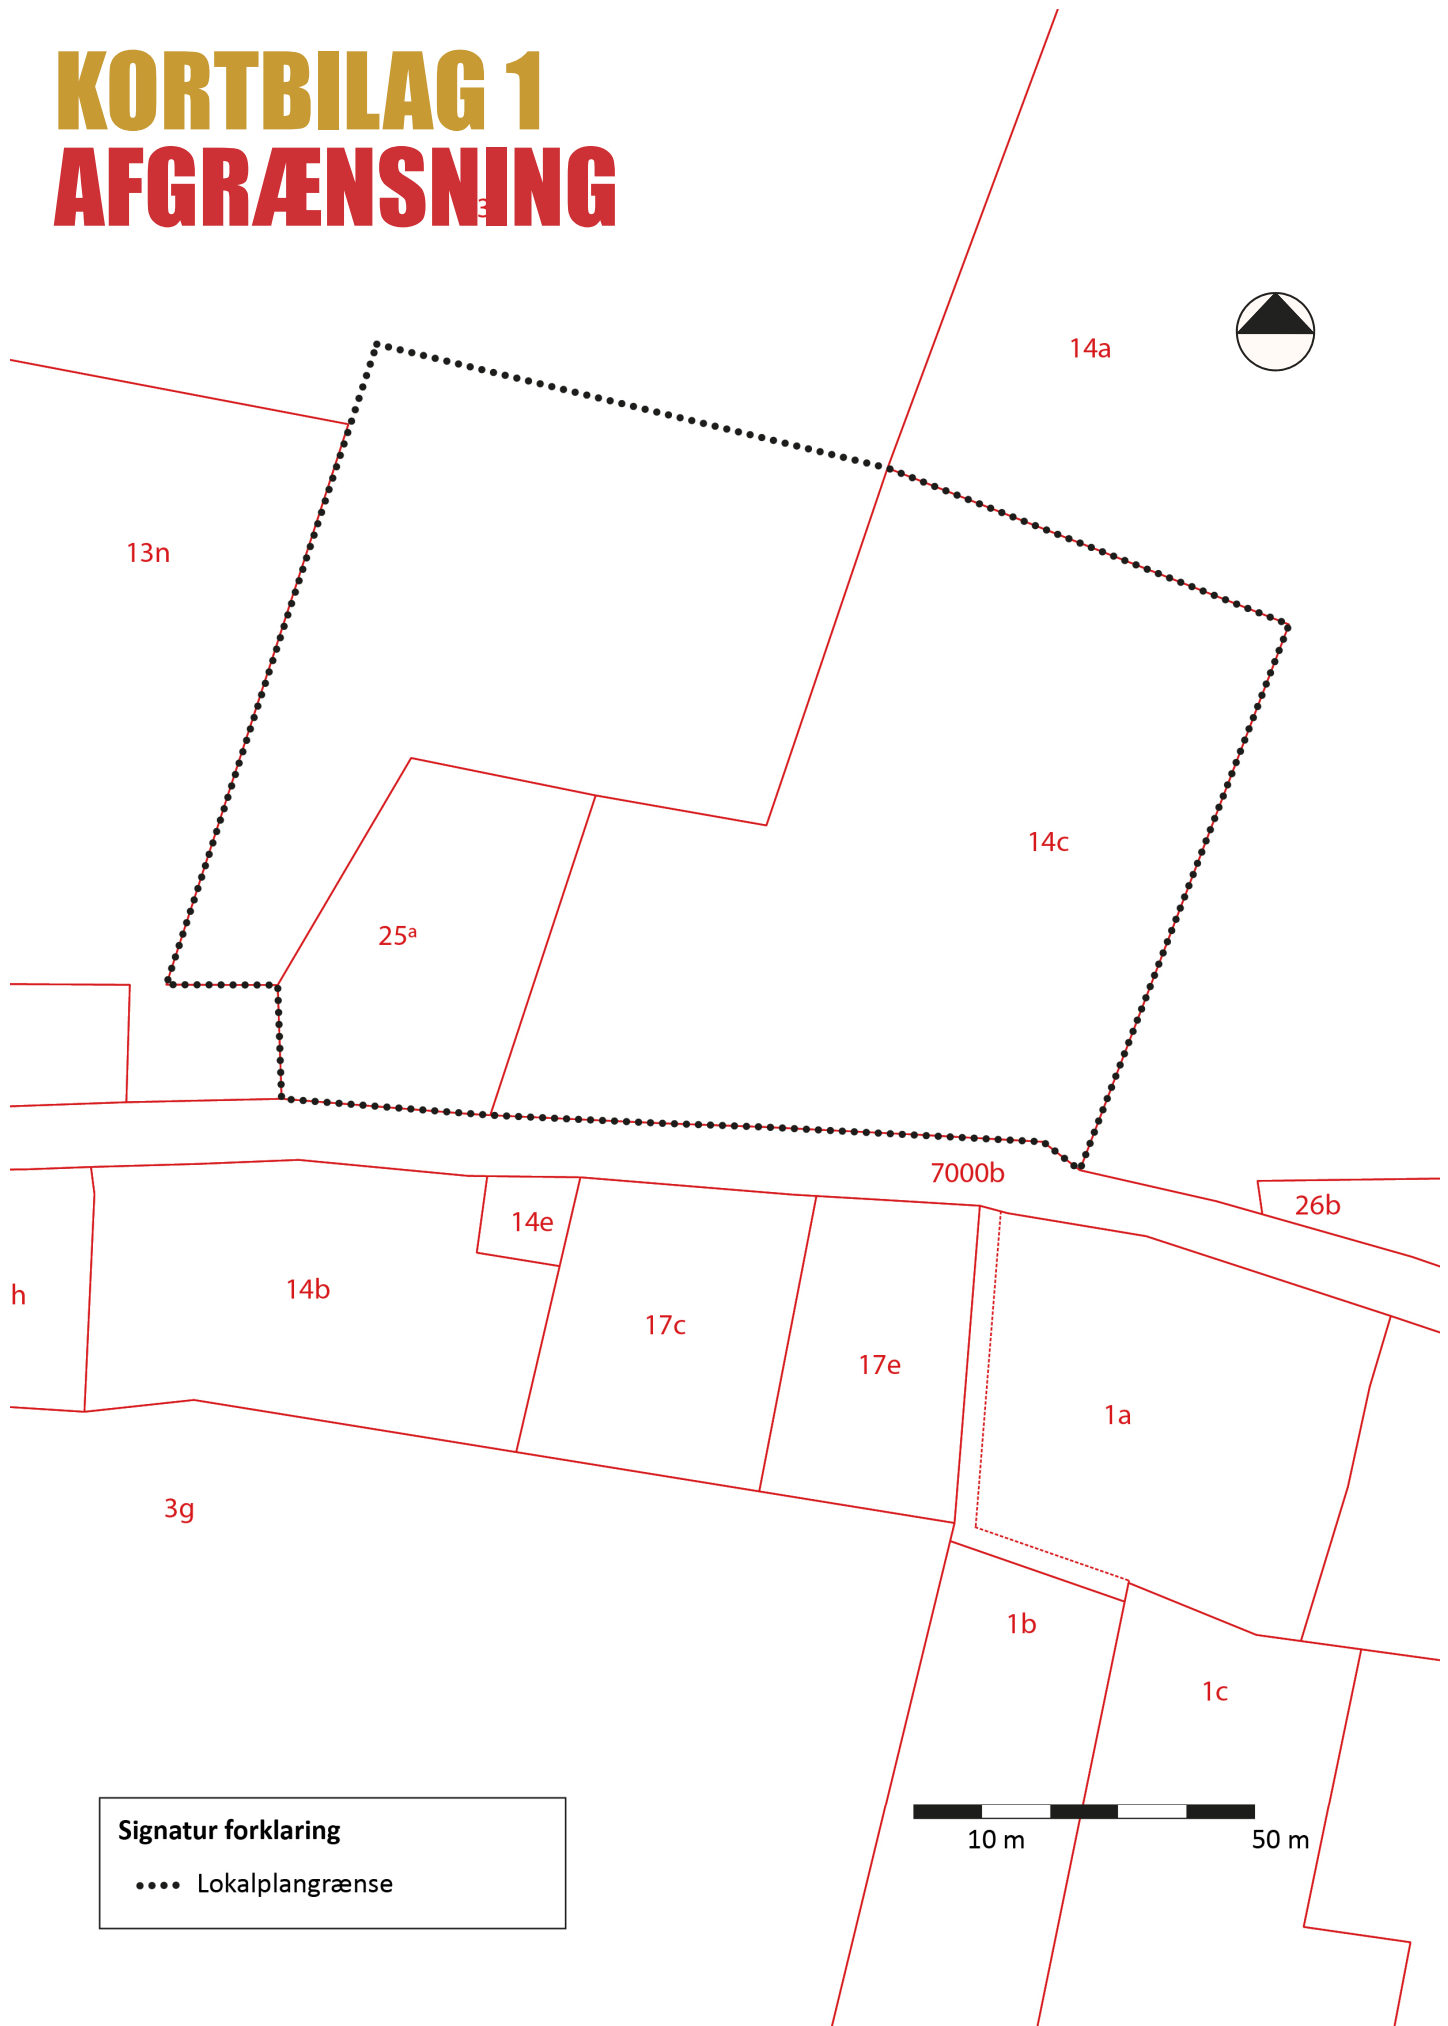 KORTBILAG 1
AFGRÆNSNING
14a
13n
14c
25ª
7000b
26b
14e
14b
h
17c
17e
1a
3g
1b
1c
10 m 50 m
Signatur forklaring
Lokalplangrænse